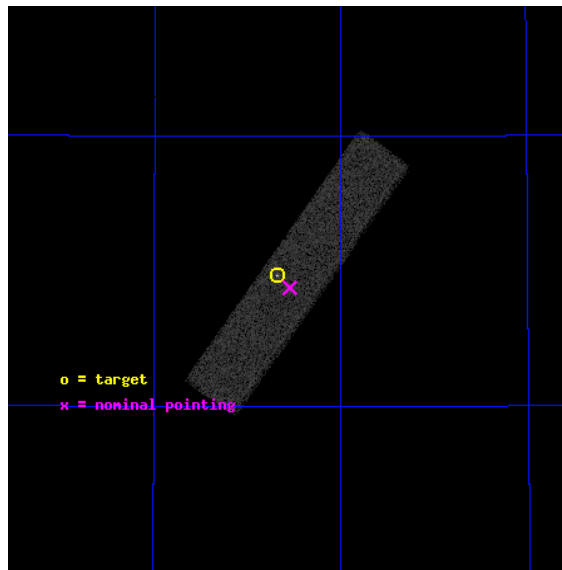 o = target
x = nominal pointing